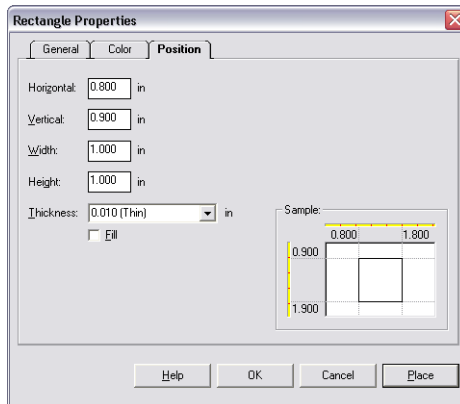 Rectangle Properties
General Color Position
Horizontal: 0.800 in
Vertical: 0.900 in
Width: 1.000 in
Height: 1.000 in
Thickness: 0.010 (Thin) in
Fill
Sample:
0.800 1.800
0.900
1.900
Help OK Cancel Place